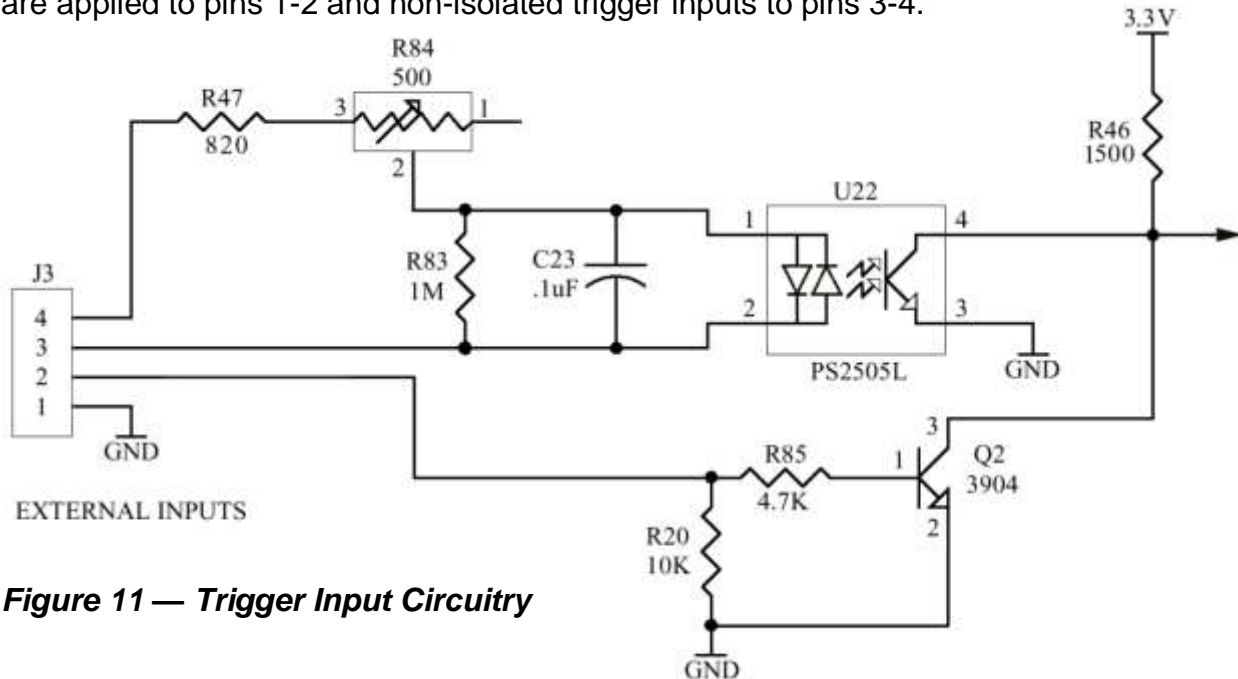 are applied to pins 1-2 and non-isolated trigger inputs to pins 3-4.
3.3V
R84
500
R47
820
3
1
2
R46
1500
U22
1
4
R83
1M
C23
.1uF
2
3
PS2505L
GND
J3
4
3
2
1
GND
EXTERNAL INPUTS
R85
4.7K
1
3
Q2
3904
2
R20
10K
GND
Figure 11 — Trigger Input Circuitry